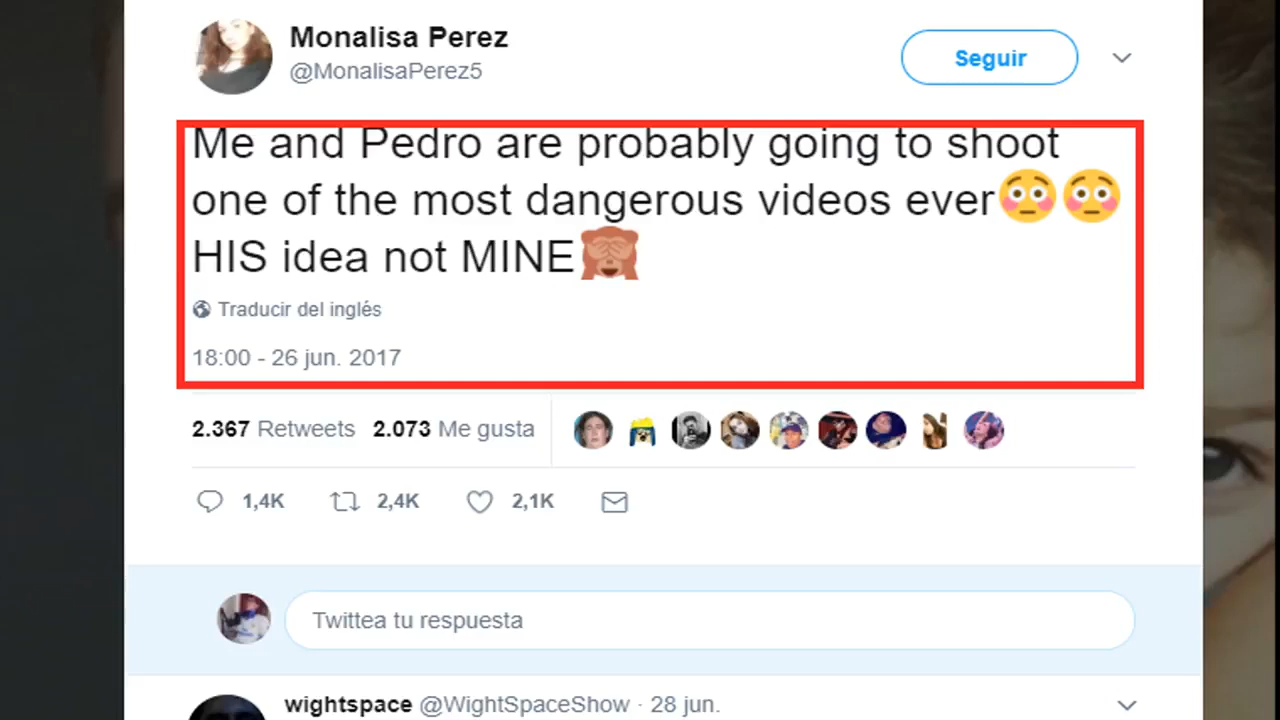 Monalisa Perez
@MonalisaPerez5
Seguir
Me and Pedro are probably going to shoot
one of the most dangerous videos ever😳😳
HIS idea not MINE🙈
Traducir del inglés
18:00 - 26 jun. 2017
2.367 Retweets 2.073 Me gusta
1,4K 2,4K 2,1K
Twittea tu respuesta
wightspace @WightSpaceShow · 28 jun.